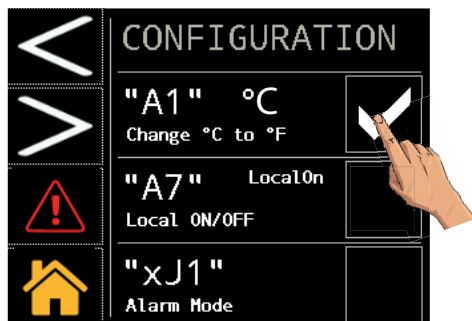 CONFIGURATION
"A1" °C
Change °C to °F
"A7" LocalOn
Local ON/OFF
"xJ1"
Alarm Mode